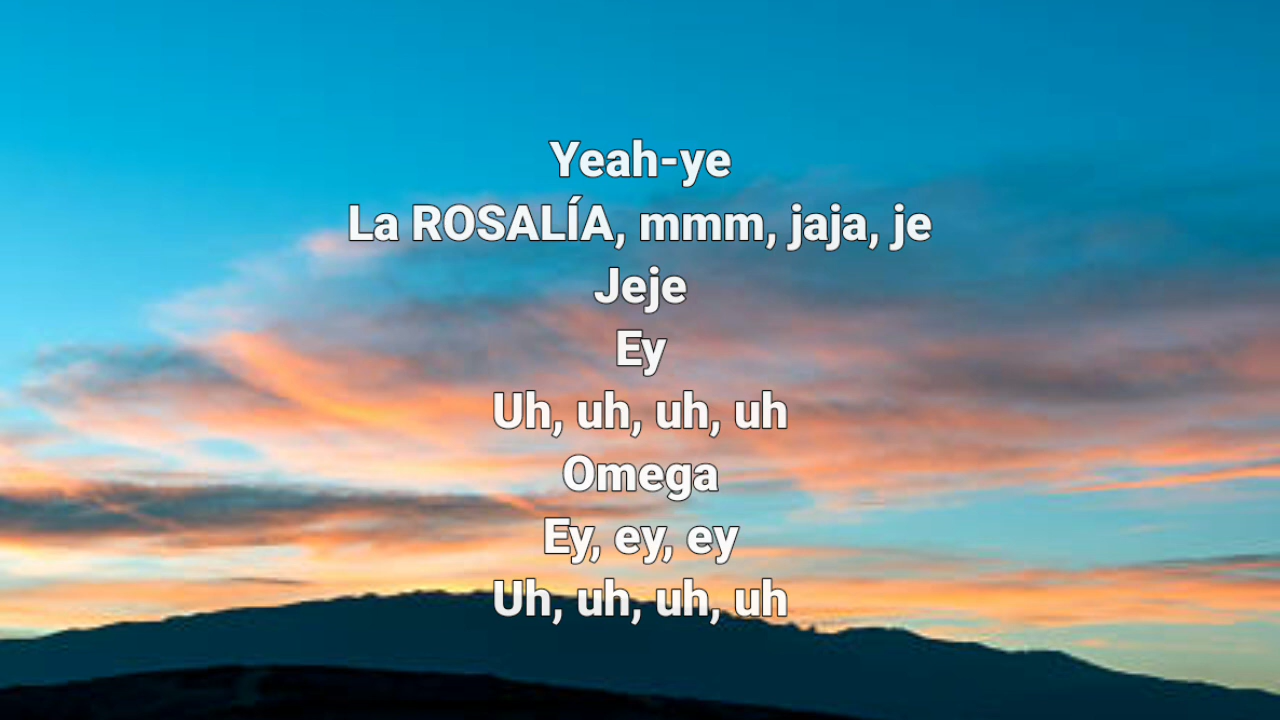 Yeah-ye
La ROSALÍA, mmm, jaja, je
Jeje
Ey
Uh, uh, uh, uh
Omega
Ey, ey, ey
Uh, uh, uh, uh